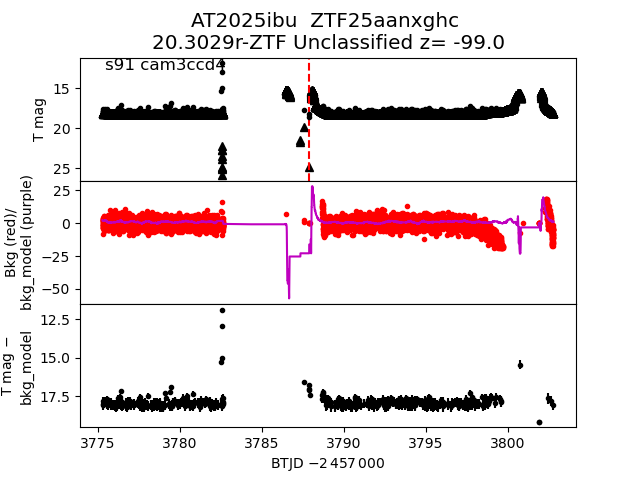 AT2025ibu  ZTF25aanxghc
20.3029r-ZTF Unclassified z= -99.0
s91 cam3ccd4
T mag
15
20
25
Bkg (red)/
bkg_model (purple)
25
0
−25
−50
T mag −
bkg_model
12.5
15.0
17.5
3775 3780 3785 3790 3795 3800
BTJD −2 457 000